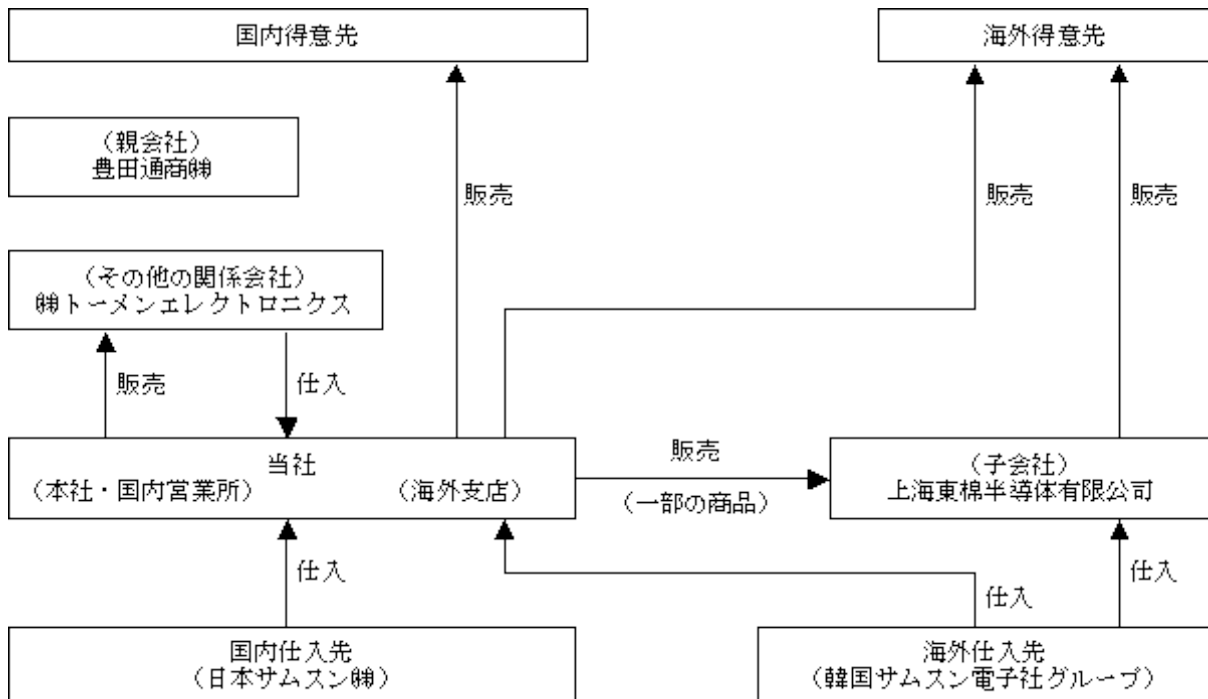 国内得意先
海外得意先
（親会社）
豊田通商㈱
販売
販売
販売
（その他の関係会社）
㈱トーメンエレクトロニクス
販売
仕入
当社
（本社・国内営業所）
（海外支店）
販売
（一部の商品）
（子会社）
上海東棉半導体有限公司
仕入
仕入
仕入
国内仕入先
（日本サムスン㈱）
海外仕入先
（韓国サムスン電子社グループ）